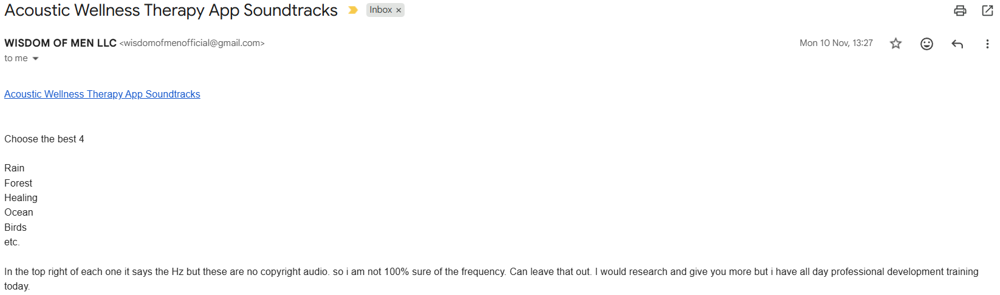 Acoustic Wellness Therapy App Soundtracks Inbox ×
WISDOM OF MEN LLC <wisdomofmenofficial@gmail.com> Mon 10 Nov, 13:27
to me
Acoustic Wellness Therapy App Soundtracks
Choose the best 4
Rain
Forest
Healing
Ocean
Birds
etc.
In the top right of each one it says the Hz but these are no copyright audio. so i am not 100% sure of the frequency. Can leave that out. I would research and give you more but i have all day professional development training
today.